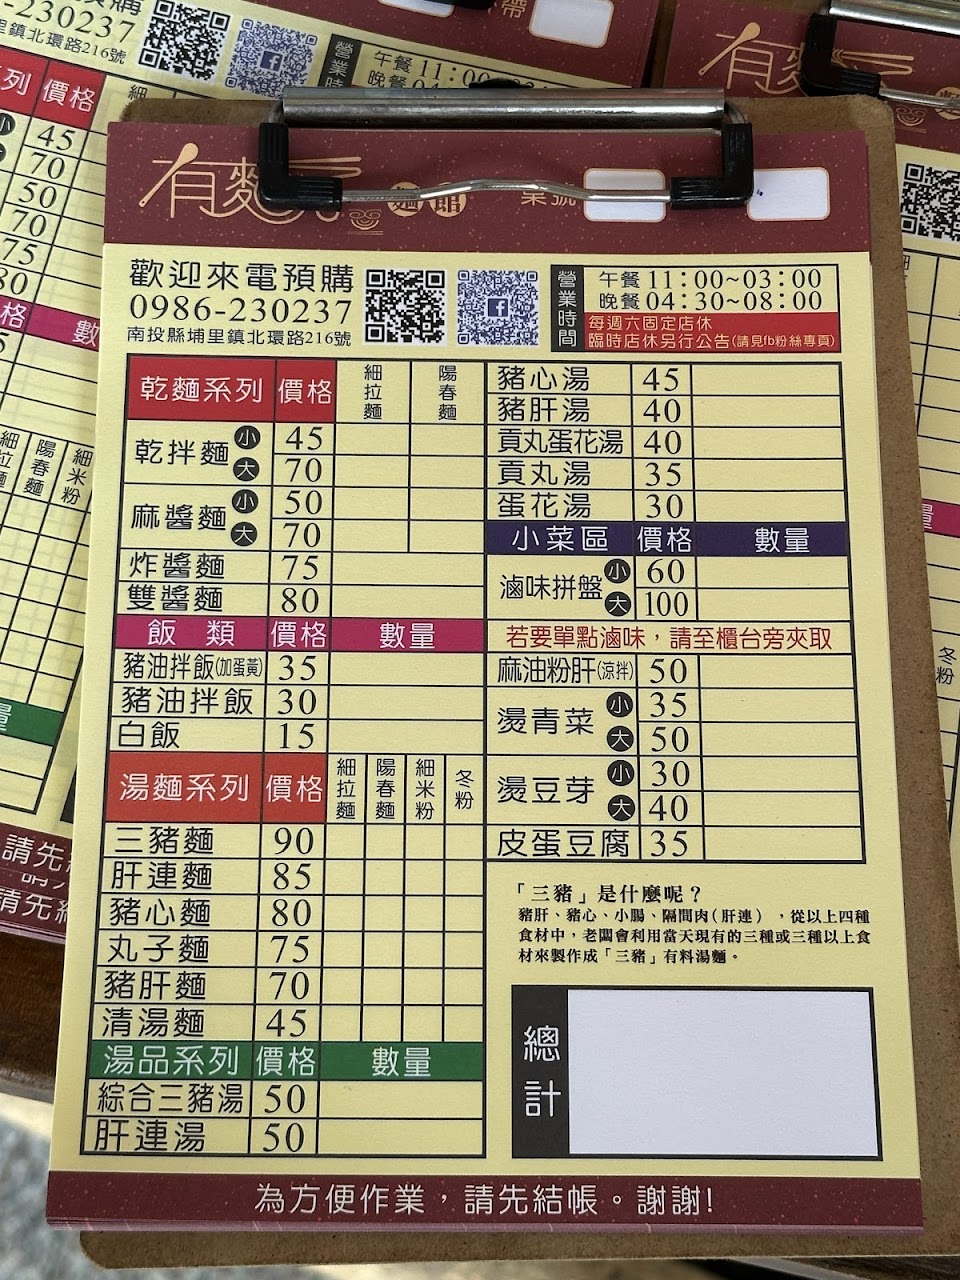 有麵
麵館
桌號
歡迎來電預購
0986-230237
南投縣埔里鎮北環路216號
營業時間
午餐 11：00~03：00
晚餐 04：30~08：00
每週六固定店休
臨時店休另行公告(請見fb粉絲專頁)
乾麵系列 價格 細拉麵 陽春麵
乾拌麵 小 45
大 70
麻醬麵 小 50
大 70
炸醬麵 75
雙醬麵 80
飯類 價格 數量
豬油拌飯(加蛋黃) 35
豬油拌飯 30
白飯 15
湯麵系列 價格 細拉麵 陽春麵 細米粉 冬粉
三豬麵 90
肝連麵 85
豬心麵 80
丸子麵 75
豬肝麵 70
清湯麵 45
湯品系列 價格 數量
綜合三豬湯 50
肝連湯 50
豬心湯 45
豬肝湯 40
貢丸蛋花湯 40
貢丸湯 35
蛋花湯 30
小菜區 價格 數量
滷味拼盤 小 60
大 100
若要單點滷味，請至櫃台旁夾取
麻油粉肝(涼拌) 50
燙青菜 小 35
大 50
燙豆芽 小 30
大 40
皮蛋豆腐 35
「三豬」是什麼呢？
豬肝、豬心、小腸、隔間肉(肝連），從以上四種
食材中，老闆會利用當天現有的三種或三種以上食
材來製作成「三豬」有料湯麵。
總計
為方便作業，請先結帳。謝謝!